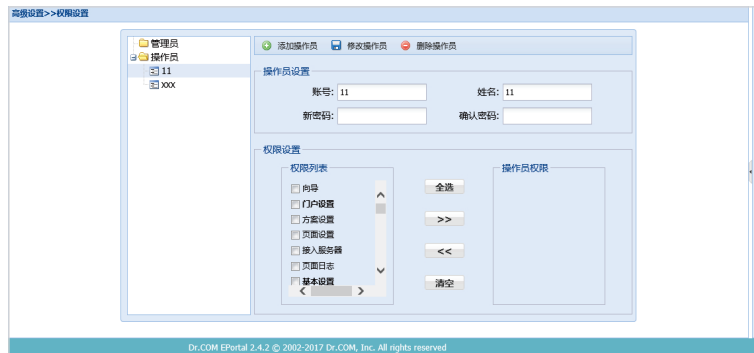 高级设置>>权限设置
管理员
操作员
11
xxx
添加操作员 修改操作员 删除操作员
操作员设置
账号: 11 姓名: 11
新密码: 确认密码:
权限设置
权限列表 操作员权限
向导
门户设置
方案设置
页面设置
接入服务器
页面日志
基本设置
全选
>>
<<
清空
Dr.COM EPortal 2.4.2 © 2002-2017 Dr.COM, Inc. All rights reserved